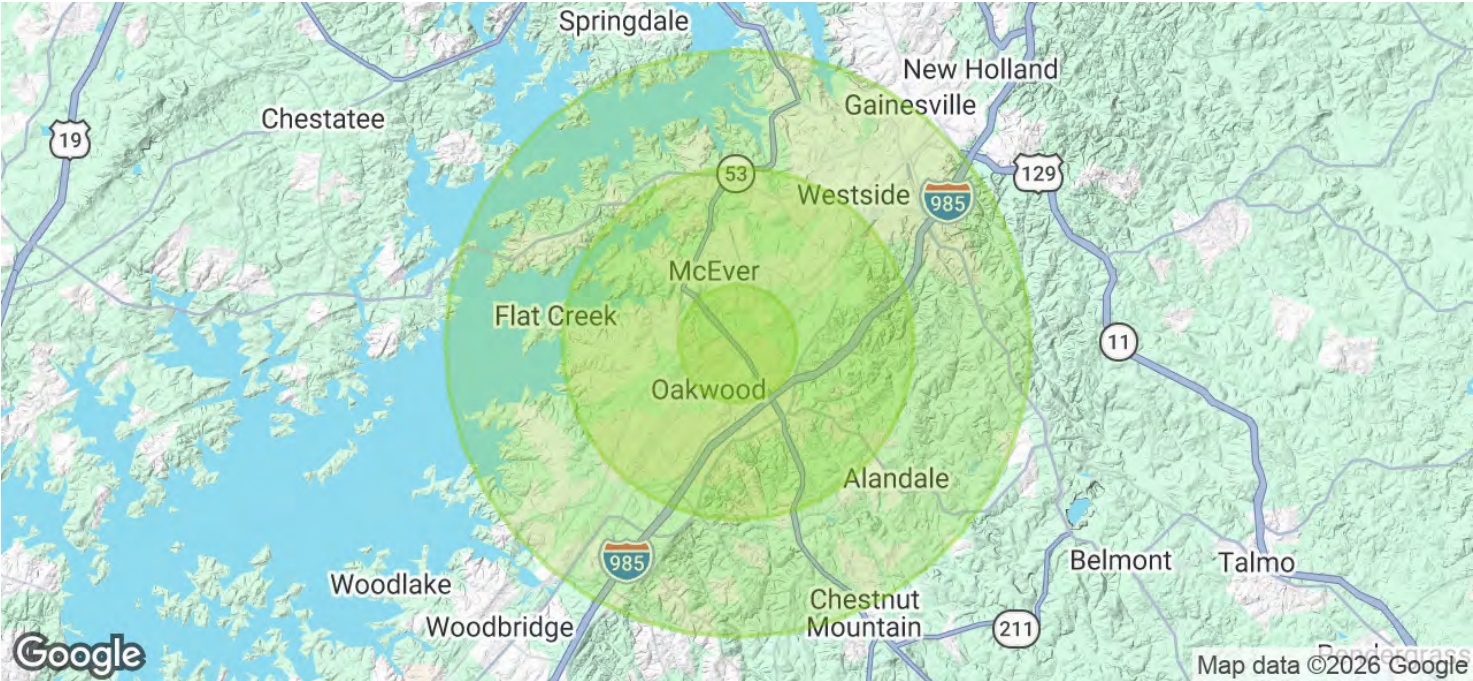 Springdale
New Holland
Gainesville
Chestatee
19
53
129
Westside
985
McEver
Flat Creek
11
Oakwood
Alandale
985
Belmont
Talmo
Woodlake
Chestnut
Mountain
Woodbridge
211
Google
Pendergrass
Map data ©2026 Google